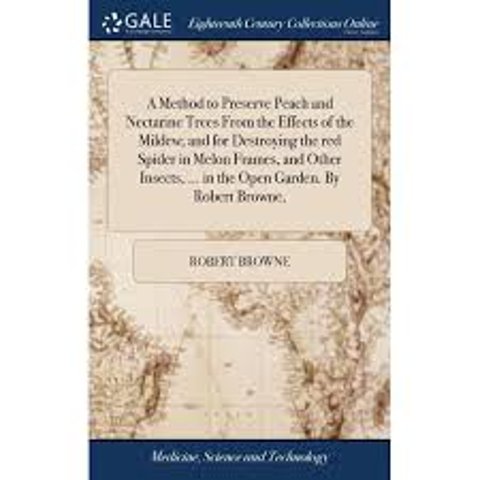 GALE
Eighteenth Century Collections Online
A Method to Preserve Peach and
Nectarine Trees From the Effects of the
Mildew; and for Destroying the red
Spider in Melon Frames, and Other
Insects, ... in the Open Garden. By
Robert Browne,
ROBERT BROWNE
Medicine, Science and Technology